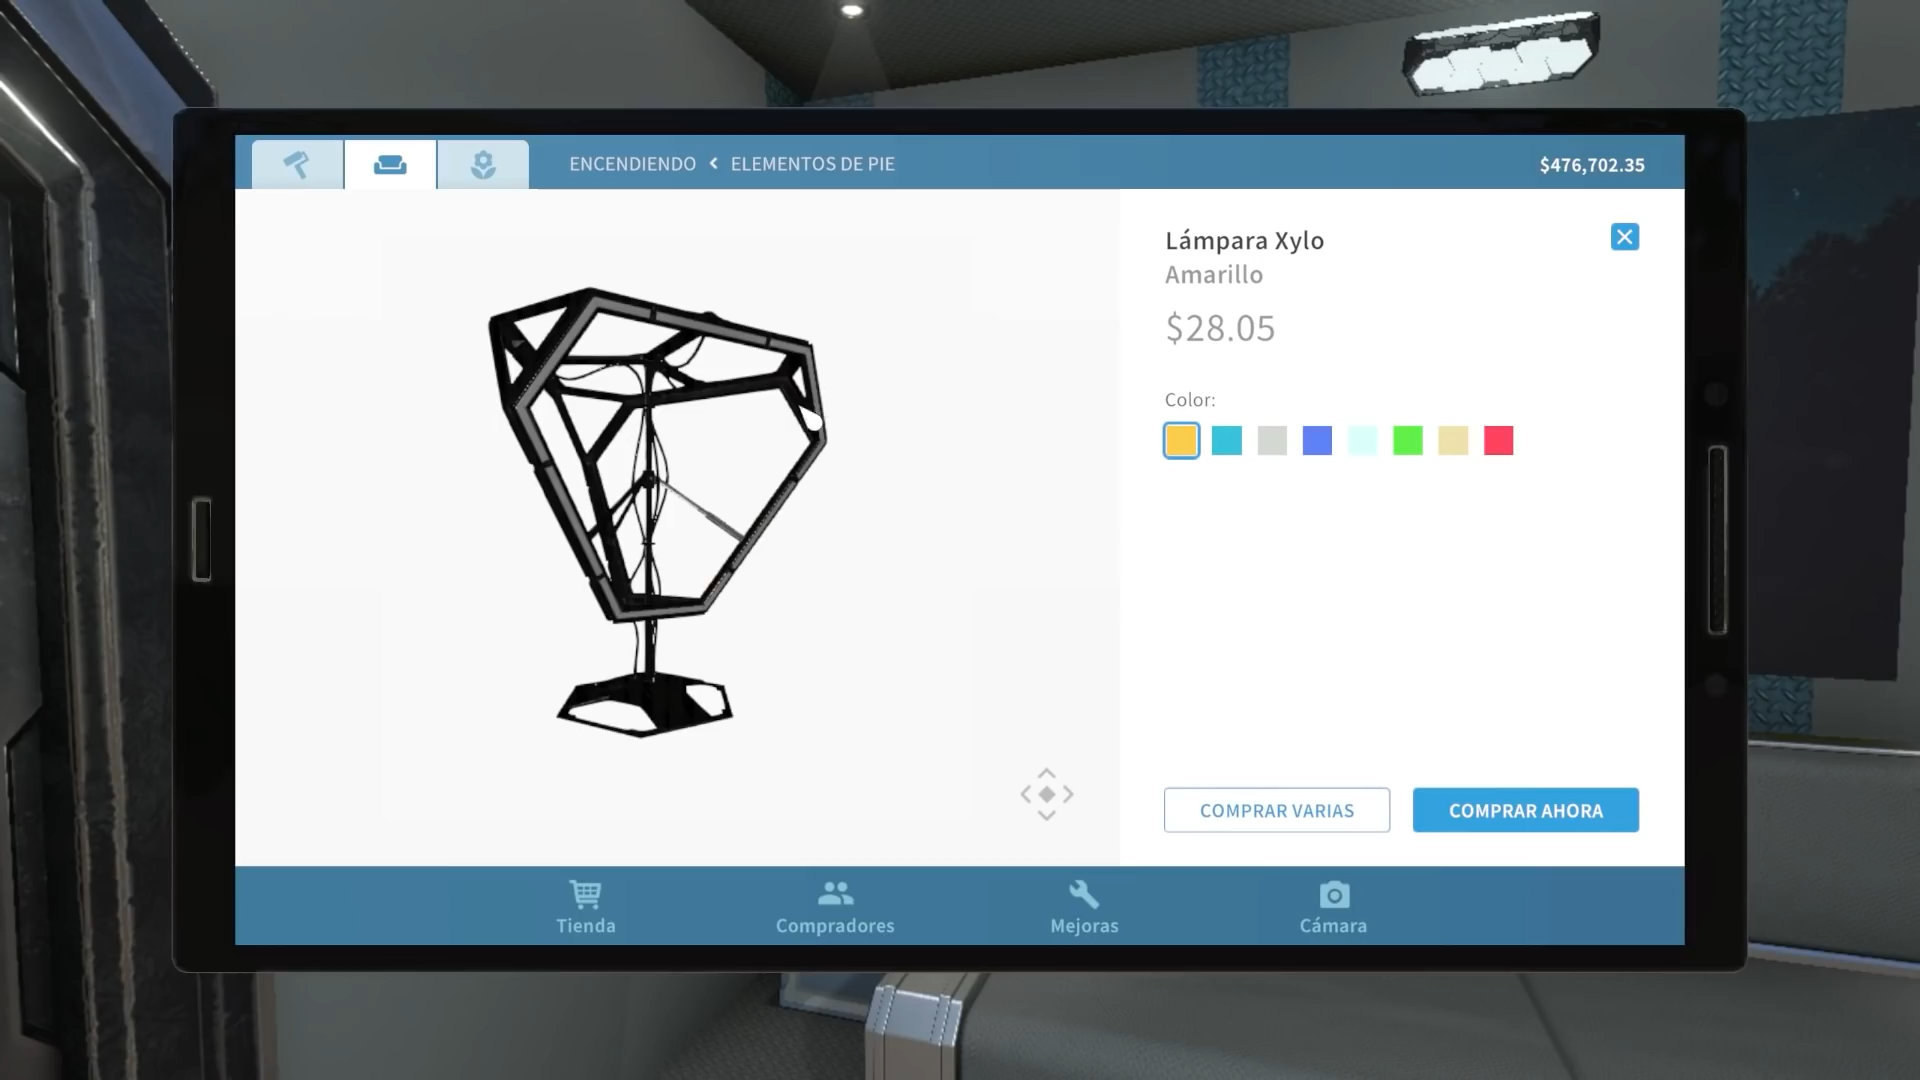 ENCENDIENDO < ELEMENTOS DE PIE
$476,702.35
Lámpara Xylo
Amarillo
$28.05
Color:
COMPRAR VARIAS
COMPRAR AHORA
Tienda
Compradores
Mejoras
Cámara